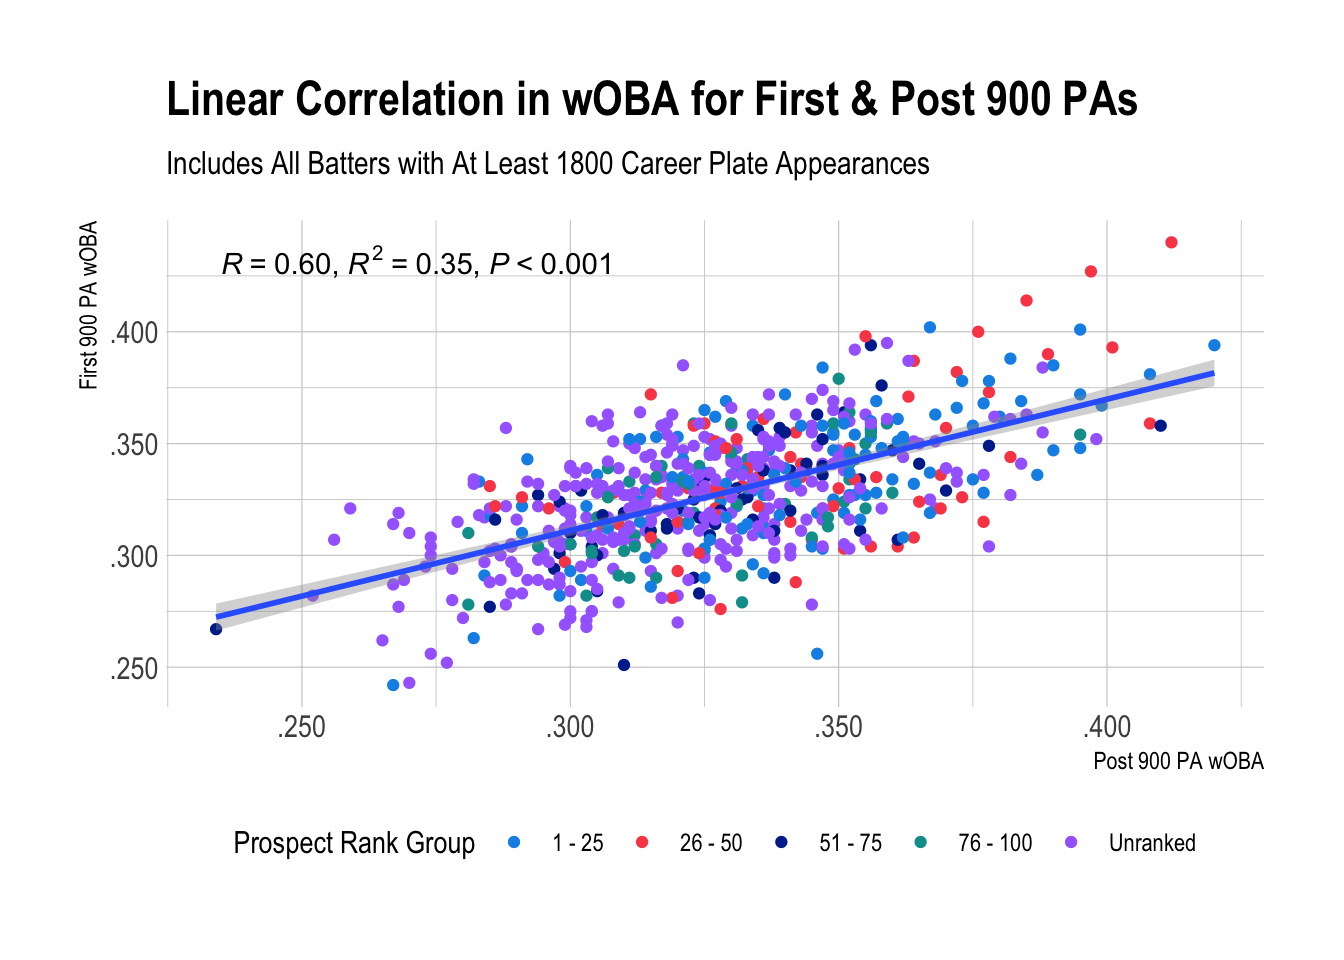 Linear Correlation in wOBA for First & Post 900 PAs
Includes All Batters with At Least 1800 Career Plate Appearances
First 900 PA wOBA
R = 0.60, R² = 0.35, P < 0.001
.400
.350
.300
.250
.250 .300 .350 .400
Post 900 PA wOBA
Prospect Rank Group 1 - 25 26 - 50 51 - 75 76 - 100 Unranked